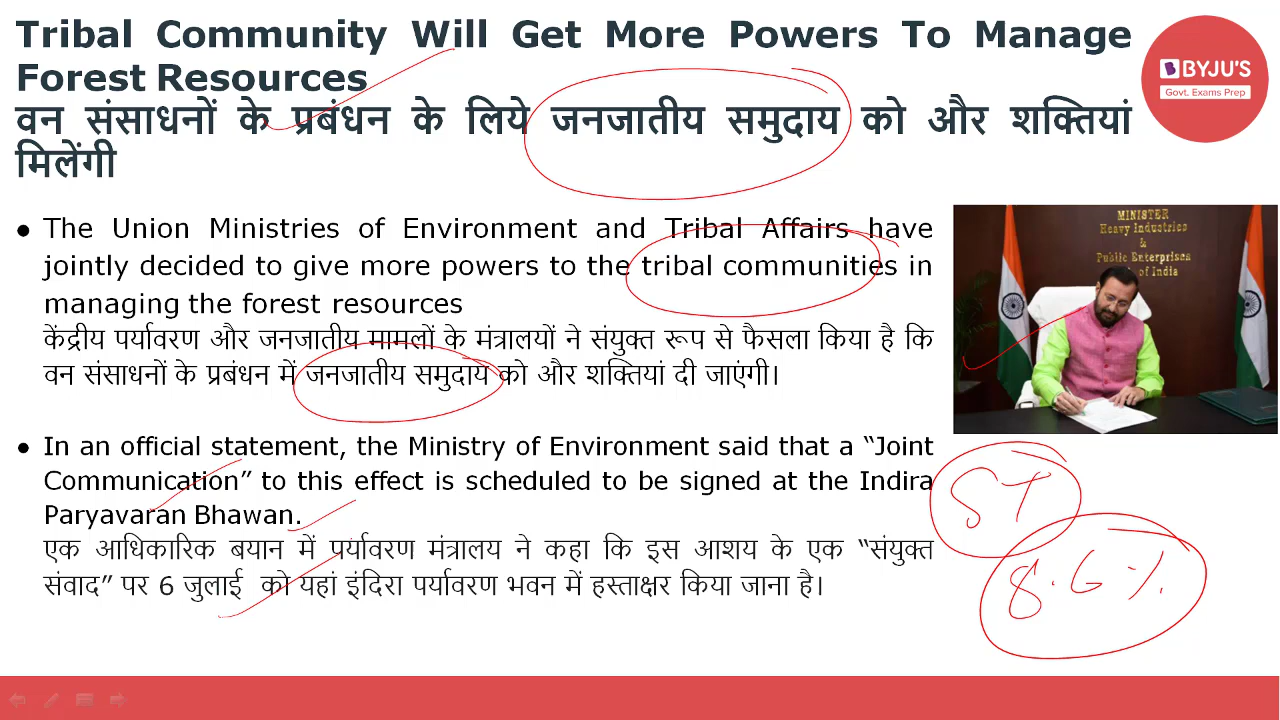 Tribal Community Will Get More Powers To Manage
Forest Resources
वन संसाधनों के प्रबंधन के लिये जनजातीय समुदाय को और शक्तियां
मिलेंगी
BYJU'S
Govt. Exams Prep
● The Union Ministries of Environment and Tribal Affairs have
jointly decided to give more powers to the tribal communities in
managing the forest resources
केंद्रीय पर्यावरण और जनजातीय मामलों के मंत्रालयों ने संयुक्त रूप से फैसला किया है कि
वन संसाधनों के प्रबंधन में जनजातीय समुदाय को और शक्तियां दी जाएंगी।
MINISTER
Heavy Industries
&
Public Enterprises
of India
● In an official statement, the Ministry of Environment said that a “Joint
Communication” to this effect is scheduled to be signed at the Indira
Paryavaran Bhawan.
एक आधिकारिक बयान में पर्यावरण मंत्रालय ने कहा कि इस आशय के एक “संयुक्त
संवाद” पर 6 जुलाई को यहां इंदिरा पर्यावरण भवन में हस्ताक्षर किया जाना है।
ST
8.6%